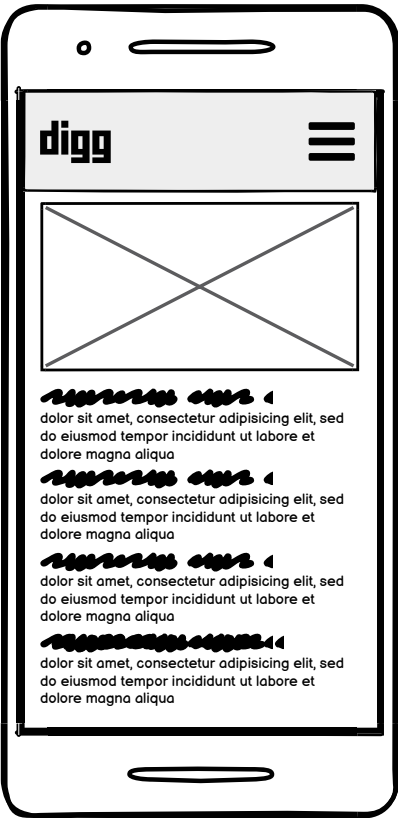 digg
dolor sit amet, consectetur adipisicing elit, sed
do eiusmod tempor incididunt ut labore et
dolore magna aliqua
dolor sit amet, consectetur adipisicing elit, sed
do eiusmod tempor incididunt ut labore et
dolore magna aliqua
dolor sit amet, consectetur adipisicing elit, sed
do eiusmod tempor incididunt ut labore et
dolore magna aliqua
dolor sit amet, consectetur adipisicing elit, sed
do eiusmod tempor incididunt ut labore et
dolore magna aliqua